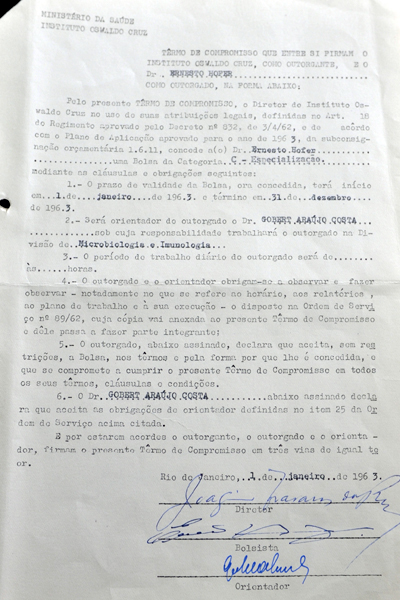 MINISTÉRIO DA SAÚDE
INSTITUTO OSWALDO CRUZ
TÊRMO DE COMPROMISSO QUE ENTRE SI FIRMAM O
INSTITUTO OSWALDO CRUZ, COMO OUTORGANTE, E O
Dr. ERNESTO HOFER
COMO OUTORGADO, NA FORMA ABAIXO:
Pelo presente TÊRMO DE COMPROMISSO, o Diretor do Instituto Os-
waldo Cruz no uso de suas atribuições legais, definidas no Art. 18
do Regimento aprovado pelo Decreto nº 832, de 3/4/62, e de acôrdo
com o Plano de Aplicação aprovado para o ano de 1963, da subconsig-
nação orçamentária 1.6.11, concede a(o) Dr. Ernesto Hofer
uma Bolsa da Categoria C - Especialização
mediante as cláusulas e obrigações seguintes:
1.- O prazo de validade da Bolsa, ora concedida, terá início
em 1. de janeiro de 1963. e término em 31. de dezembro
de 1963.
2.- Será orientador do outorgado o Dr GOBERT ARAÚJO COSTA
sob cuja responsabilidade trabalhará o outorgado na Di-
visão de Microbiologia e Imunologia
3.- O período de trabalho diário do outorgado será de
às horas.
4.- O outorgado e o orientador obrigam-se a observar e fazer
observar - notadamente no que se refere ao horário, aos relatórios,
ao plano de trabalho e à sua execução - o disposto na Ordem de Servi
ço nº 89/62, cuja cópia vai anexada ao presente Têrmo de Compromisso
e dêle passa a fazer parte integrante;
5.- O outorgado, abaixo assinado, declara que aceita, sem res
trições, a Bolsa, nos têrmos e pela forma por que lhe é concedida, e
que se compromete a cumprir o presente Têrmo de Compromisso em todos
os seus têrmos, cláusulas e condições.
6.- O Dr GOBERT ARAÚJO COSTA abaixo assinado decla
ra que aceita as obrigações de orientador definidas no item 25 da Or
dem de Serviço acima citada.
E por estarem acordes o outorgante, o outorgado e o orienta-
dor, firmam o presente Têrmo de Compromisso em três vias de igual te
or.
Rio de Janeiro, 1 de Janeiro de 1963.
Diretor
Bolsista
Orientador